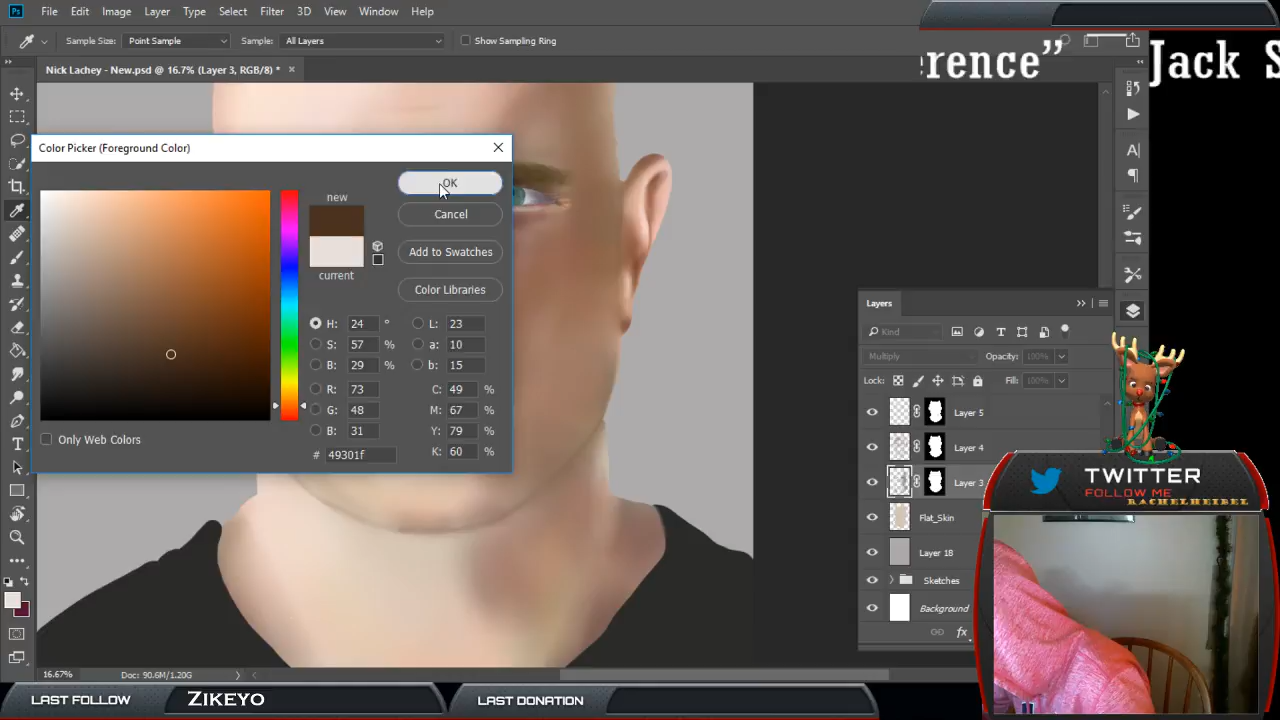 Ps File Edit Image Layer Type Select Filter 3D View Window Help
Sample Size: Point Sample Sample: All Layers Show Sampling Ring
rence” Jack S
Nick Lachey - New.psd @ 16.7% (Layer 3, RGB/8) * ×
Color Picker (Foreground Color)
new
current
OK
Cancel
Add to Swatches
Color Libraries
H: 24 °
S: 57 %
B: 29 %
R: 73
G: 48
B: 31
# 49301f
L: 23
a: 10
b: 15
C: 49 %
M: 67 %
Y: 79 %
K: 60 %
Only Web Colors
Layers
Kind
Multiply Opacity: 100%
Lock: Fill: 100%
Layer 5
Layer 4
Layer 3
Flat_Skin
Layer 18
Sketches
Background
fx
16.67% Doc: 90.6M/1.20G
TWITTER
FOLLOW ME
RACHELHEIBEL
LAST FOLLOW ZIKEYO LAST DONATION